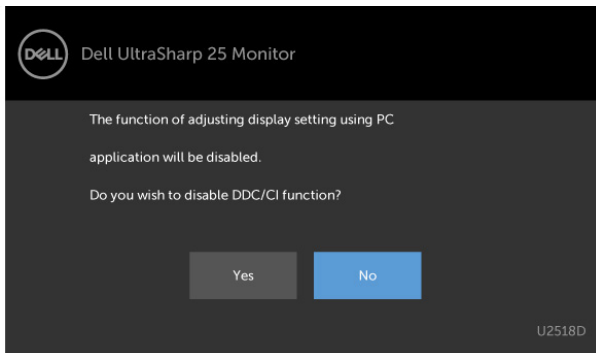 DELL
Dell UltraSharp 25 Monitor
The function of adjusting display setting using PC
application will be disabled.
Do you wish to disable DDC/CI function?
Yes
No
U2518D